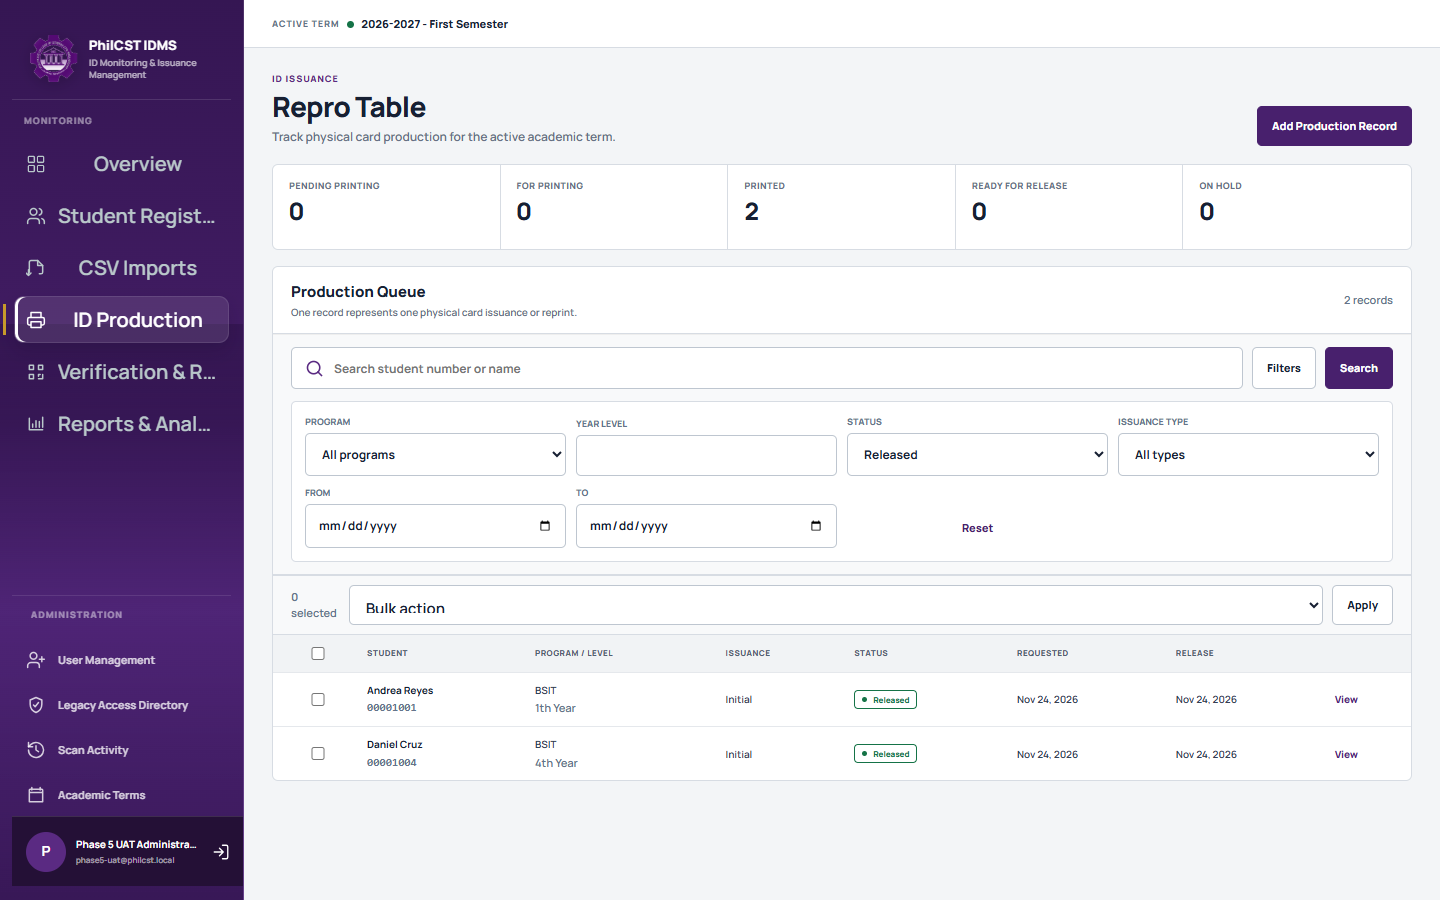 PhilCST IDMS
ID Monitoring & Issuance
Management
MONITORING
Overview
Student Regist...
CSV Imports
ID Production
Verification & R...
Reports & Anal...
ADMINISTRATION
User Management
Legacy Access Directory
Scan Activity
Academic Terms
P
Phase 5 UAT Administra...
phase5-uat@philcst.local
ACTIVE TERM 2026-2027 - First Semester
ID ISSUANCE
Repro Table
Track physical card production for the active academic term.
Add Production Record
PENDING PRINTING FOR PRINTING PRINTED READY FOR RELEASE ON HOLD
0 0 2 0 0
Production Queue
One record represents one physical card issuance or reprint.
2 records
Search student number or name Filters Search
PROGRAM YEAR LEVEL STATUS ISSUANCE TYPE
All programs Released All types
FROM TO
mm/dd/yyyy mm/dd/yyyy Reset
0
selected
Bulk action Apply
STUDENT PROGRAM / LEVEL ISSUANCE STATUS REQUESTED RELEASE
Andrea Reyes BSIT Initial Released Nov 24, 2026 Nov 24, 2026 View
00001001 1th Year
Daniel Cruz BSIT Initial Released Nov 24, 2026 Nov 24, 2026 View
00001004 4th Year